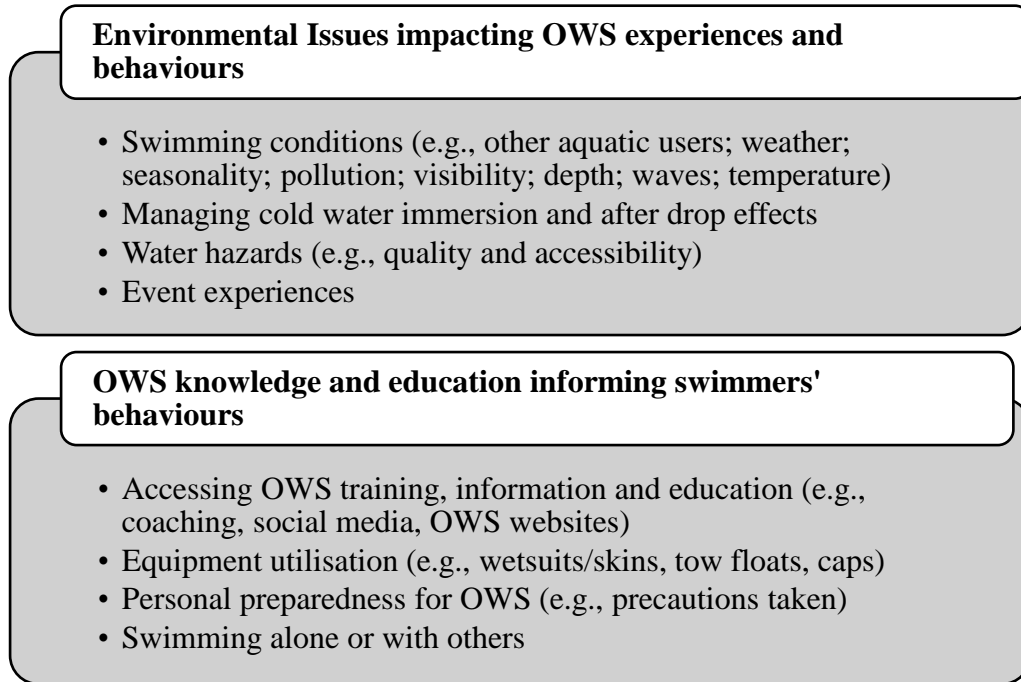 Environmental Issues impacting OWS experiences and
behaviours
• Swimming conditions (e.g., other aquatic users; weather;
seasonality; pollution; visibility; depth; waves; temperature)
• Managing cold water immersion and after drop effects
• Water hazards (e.g., quality and accessibility)
• Event experiences
OWS knowledge and education informing swimmers'
behaviours
• Accessing OWS training, information and education (e.g.,
coaching, social media, OWS websites)
• Equipment utilisation (e.g., wetsuits/skins, tow floats, caps)
• Personal preparedness for OWS (e.g., precautions taken)
• Swimming alone or with others